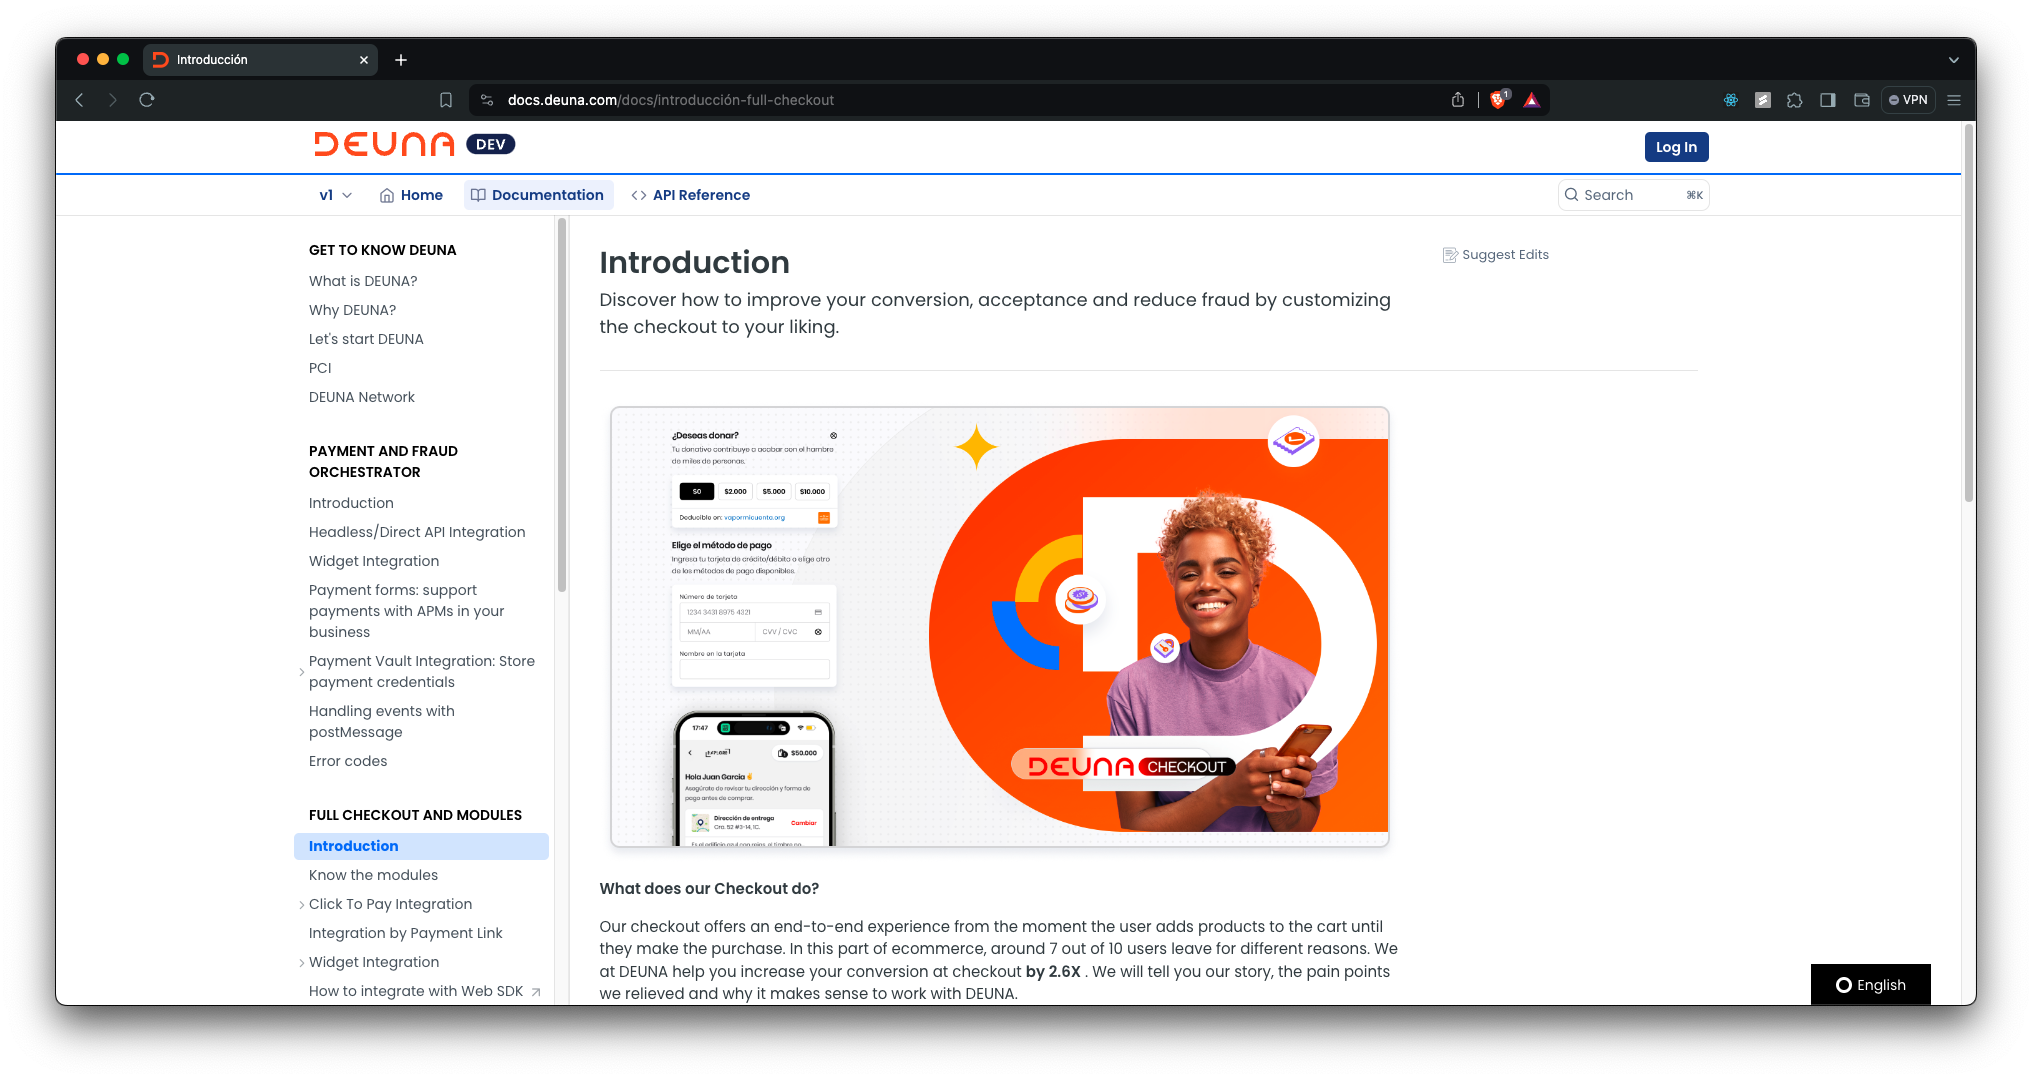 Introducción
docs.deuna.com/docs/introducción-full-checkout
1
VPN
DEUNA DEV
Log In
v1
Home
Documentation
API Reference
Search
⌘K
GET TO KNOW DEUNA
What is DEUNA?
Why DEUNA?
Let's start DEUNA
PCI
DEUNA Network
PAYMENT AND FRAUD
ORCHESTRATOR
Introduction
Headless/Direct API Integration
Widget Integration
Payment forms: support
payments with APMs in your
business
Payment Vault Integration: Store
payment credentials
Handling events with
postMessage
Error codes
FULL CHECKOUT AND MODULES
Introduction
Know the modules
Click To Pay Integration
Integration by Payment Link
Widget Integration
How to integrate with Web SDK
Introduction
Suggest Edits
Discover how to improve your conversion, acceptance and reduce fraud by customizing
the checkout to your liking.
¿Deseas donar?
Tu donativo contribuye a acabar con el hambre
de miles de personas.
$0
$2.000
$5.000
$10.000
Deducible en: vapormicuenta.org
Elige el método de pago
Ingresa tu tarjeta de crédito/débito o elige otro
de los métodos de pago disponibles.
Número de tarjeta
1234 3431 8975 4321
MM/AA
CVV / CVC
Nombre en la tarjeta
17:47
$50.000
Hola Juan Garcia
Asegúrate de revisar tu dirección y forma de
pago antes de comprar.
Dirección de entrega
Cra. 52 #3-14, 1C.
Cambiar
DEUNA CHECKOUT
What does our Checkout do?
Our checkout offers an end-to-end experience from the moment the user adds products to the cart until
they make the purchase. In this part of ecommerce, around 7 out of 10 users leave for different reasons. We
at DEUNA help you increase your conversion at checkout by 2.6X . We will tell you our story, the pain points
we relieved and why it makes sense to work with DEUNA.
English